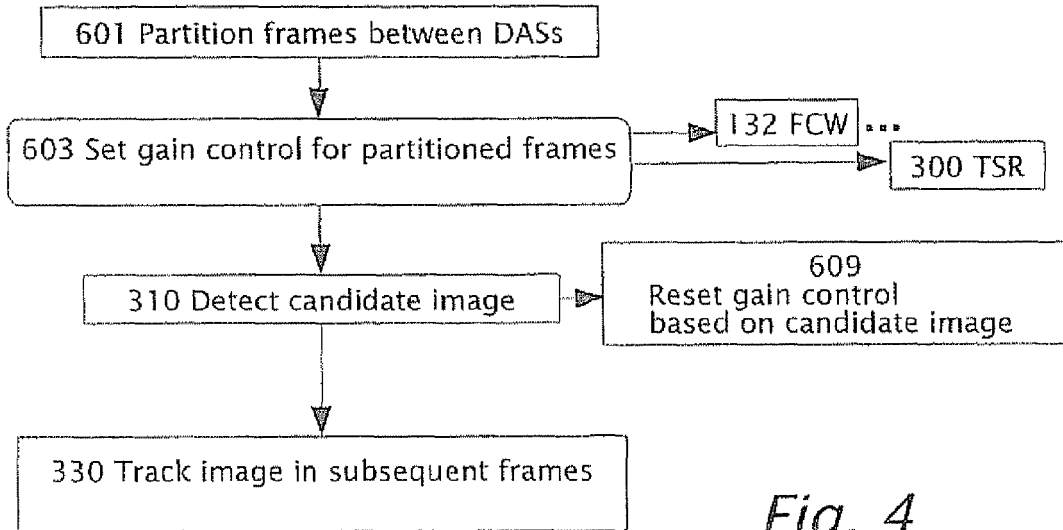 601 Partition frames between DASs
603 Set gain control for partitioned frames
132 FCW ...
300 TSR
310 Detect candidate image
609
Reset gain control
based on candidate image
330 Track image in subsequent frames
Fig. 4